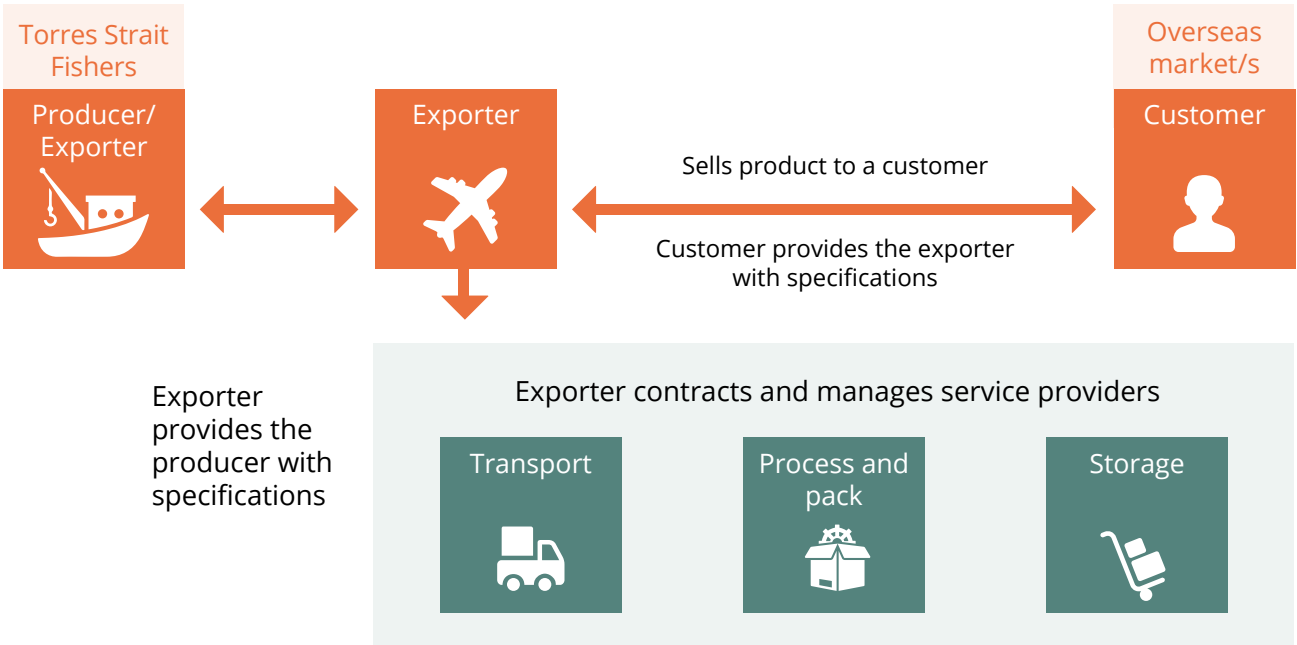 Torres Strait
Fishers
Producer/
Exporter
Exporter
Sells product to a customer
Customer provides the exporter
with specifications
Overseas
market/s
Customer
Exporter
provides the
producer with
specifications
Exporter contracts and manages service providers
Transport
Process and
pack
Storage